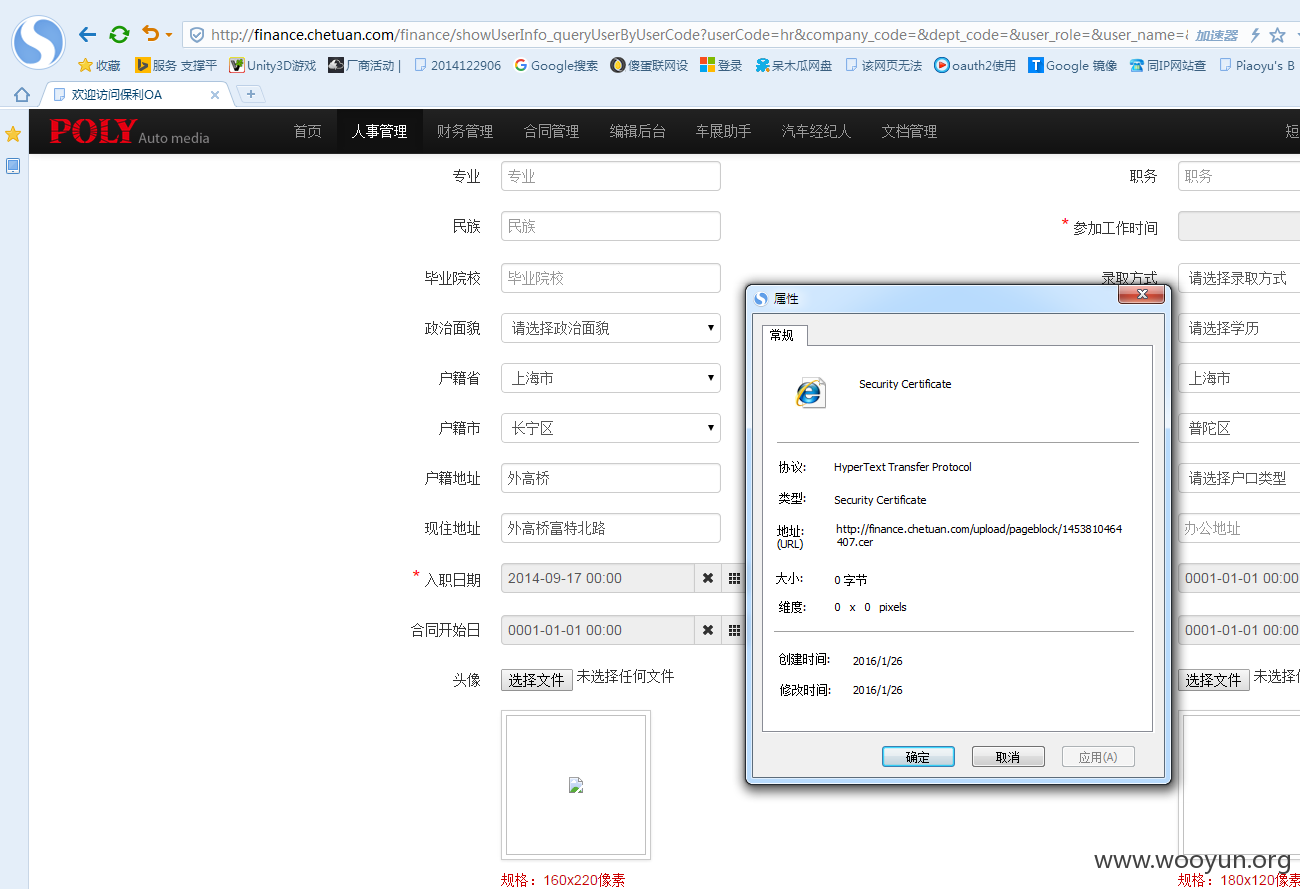 http://finance.chetuan.com/finance/showUserInfo_queryUserByUserCode?userCode=hr&company_code=&dept_code=&user_role=&user_name=& 加速器
收藏 服务 支撑平 Unity3D游戏 厂商活动 | 2014122906 Google搜索 傻蛋联网设 登录 呆木瓜网盘 该网页无法 oauth2使用 Google 镜像 同IP网站查 Piaoyu's B
欢迎访问保利OA
POLY Auto media 首页 人事管理 财务管理 合同管理 编辑后台 车展助手 汽车经纪人 文档管理 短
专业 专业 职务 职务
民族 民族 * 参加工作时间
毕业院校 毕业院校 录取方式 请选择录取方式
政治面貌 请选择政治面貌 请选择学历
户籍省 上海市 上海市
户籍市 长宁区 普陀区
户籍地址 外高桥 请选择户口类型
现住地址 外高桥富特北路 办公地址
* 入职日期 2014-09-17 00:00 0001-01-01 00:00
合同开始日 0001-01-01 00:00 0001-01-01 00:00
头像 选择文件 未选择任何文件 选择文件 未选择
规格：160x220像素 规格：180x120像素
属性
常规
Security Certificate
协议: HyperText Transfer Protocol
类型: Security Certificate
地址: http://finance.chetuan.com/upload/pageblock/1453810464
(URL) 407.cer
大小: 0 字节
维度: 0 x 0 pixels
创建时间: 2016/1/26
修改时间: 2016/1/26
确定 取消 应用(A)
www.wooyun.org